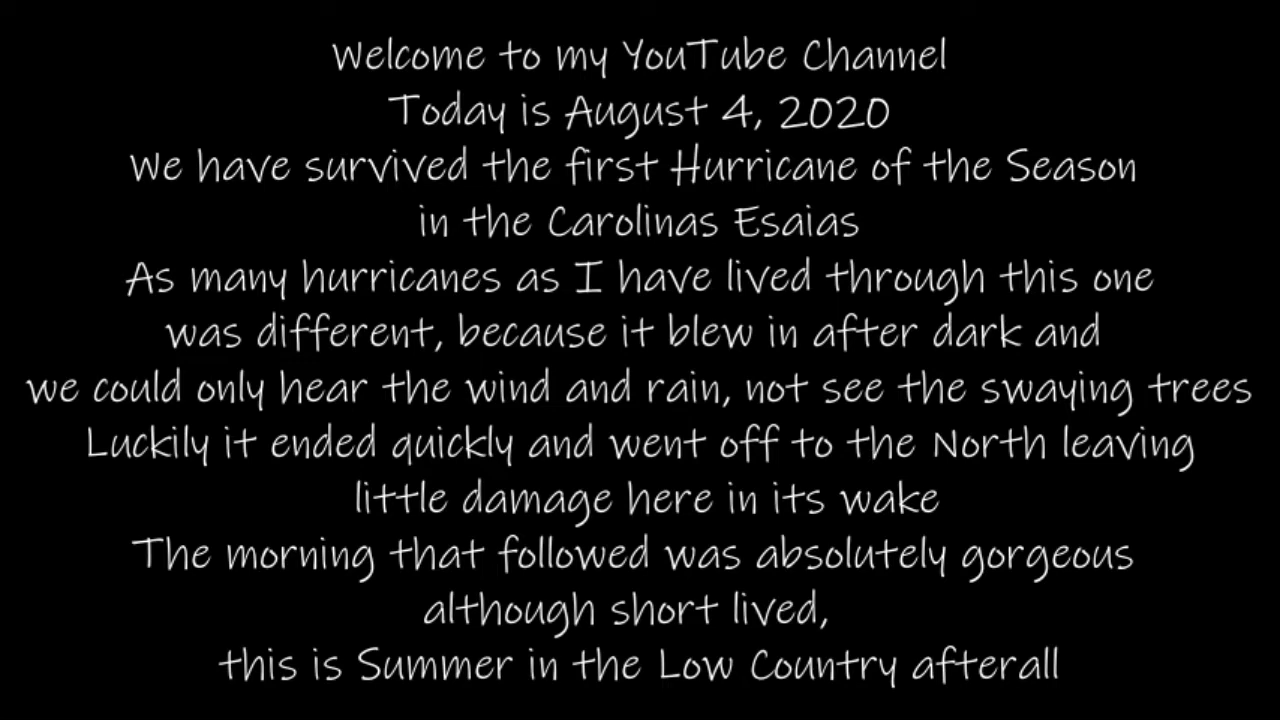 Welcome to my YouTube Channel
Today is August 4, 2020
We have survived the first Hurricane of the Season
in the Carolinas Esaias
As many hurricanes as I have lived through this one
was different, because it blew in after dark and
we could only hear the wind and rain, not see the swaying trees
Luckily it ended quickly and went off to the North leaving
little damage here in its wake
The morning that followed was absolutely gorgeous
although short lived,
this is Summer in the Low Country afterall